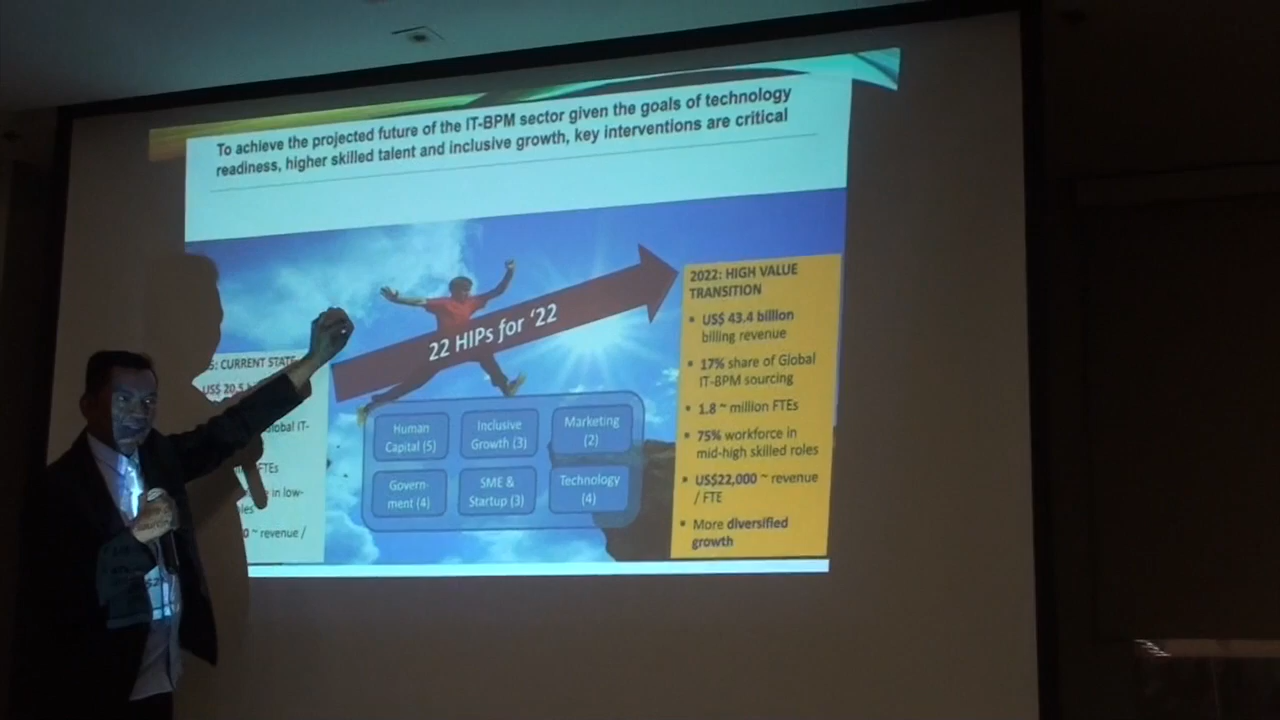 To achieve the projected future of the IT-BPM sector given the goals of technology
readiness, higher skilled talent and inclusive growth, key interventions are critical
22 HIPs for ‘22
: CURRENT STATE
US$ 20.5
IT-
FTEs
in low-
~ revenue /
Human
Capital (5)
Inclusive
Growth (3)
Marketing
(2)
Govern-
ment (4)
SME &
Startup (3)
Technology
(4)
2022: HIGH VALUE
TRANSITION
▪ US$ 43.4 billion
billing revenue
▪ 17% share of Global
IT-BPM sourcing
▪ 1.8 ~ million FTEs
▪ 75% workforce in
mid-high skilled roles
▪ US$22,000 ~ revenue
/ FTE
▪ More diversified
growth